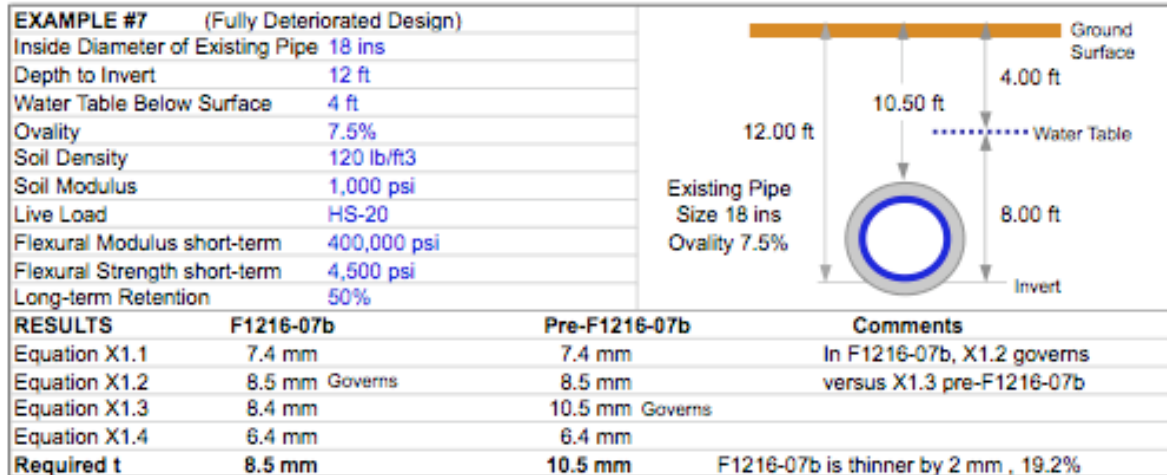 EXAMPLE #7 (Fully Deteriorated Design)
Inside Diameter of Existing Pipe 18 ins
Depth to Invert 12 ft
Water Table Below Surface 4 ft
Ovality 7.5%
Soil Density 120 lb/ft3
Soil Modulus 1,000 psi
Live Load HS-20
Flexural Modulus short-term 400,000 psi
Flexural Strength short-term 4,500 psi
Long-term Retention 50%
Ground
Surface
4.00 ft
10.50 ft
12.00 ft
Water Table
Existing Pipe
Size 18 ins
Ovality 7.5%
8.00 ft
Invert
RESULTS F1216-07b Pre-F1216-07b Comments
Equation X1.1 7.4 mm 7.4 mm In F1216-07b, X1.2 governs
Equation X1.2 8.5 mm Governs 8.5 mm versus X1.3 pre-F1216-07b
Equation X1.3 8.4 mm 10.5 mm Governs
Equation X1.4 6.4 mm 6.4 mm
Required t 8.5 mm 10.5 mm F1216-07b is thinner by 2 mm , 19.2%